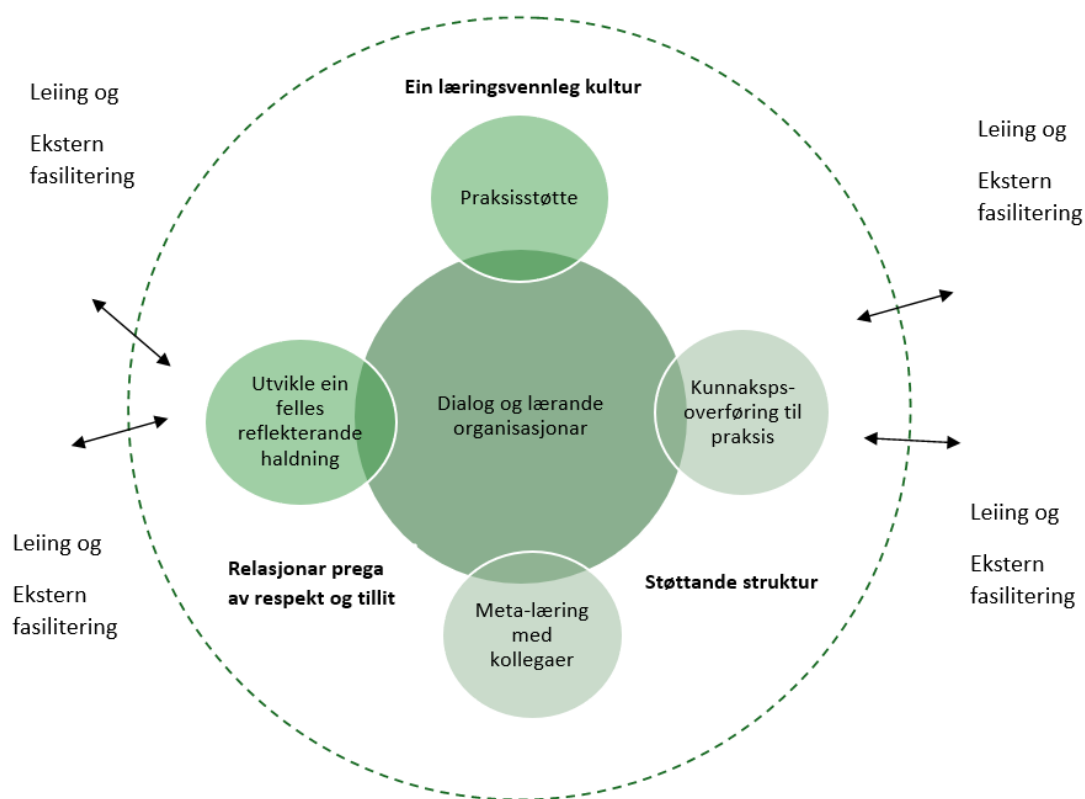 Leiing og
Ekstern
fasilitering
Ein læringsvennleg kultur
Leiing og
Ekstern
fasilitering
Praksisstøtte
Utvikle ein
felles
reflekterande
haldning
Dialog og lærande
organisasjonar
Kunnaksps-
overføring til
praksis
Leiing og
Ekstern
fasilitering
Relasjonar prega
av respekt og tillit
Meta-læring
med
kollegaer
Støttande struktur
Leiing og
Ekstern
fasilitering